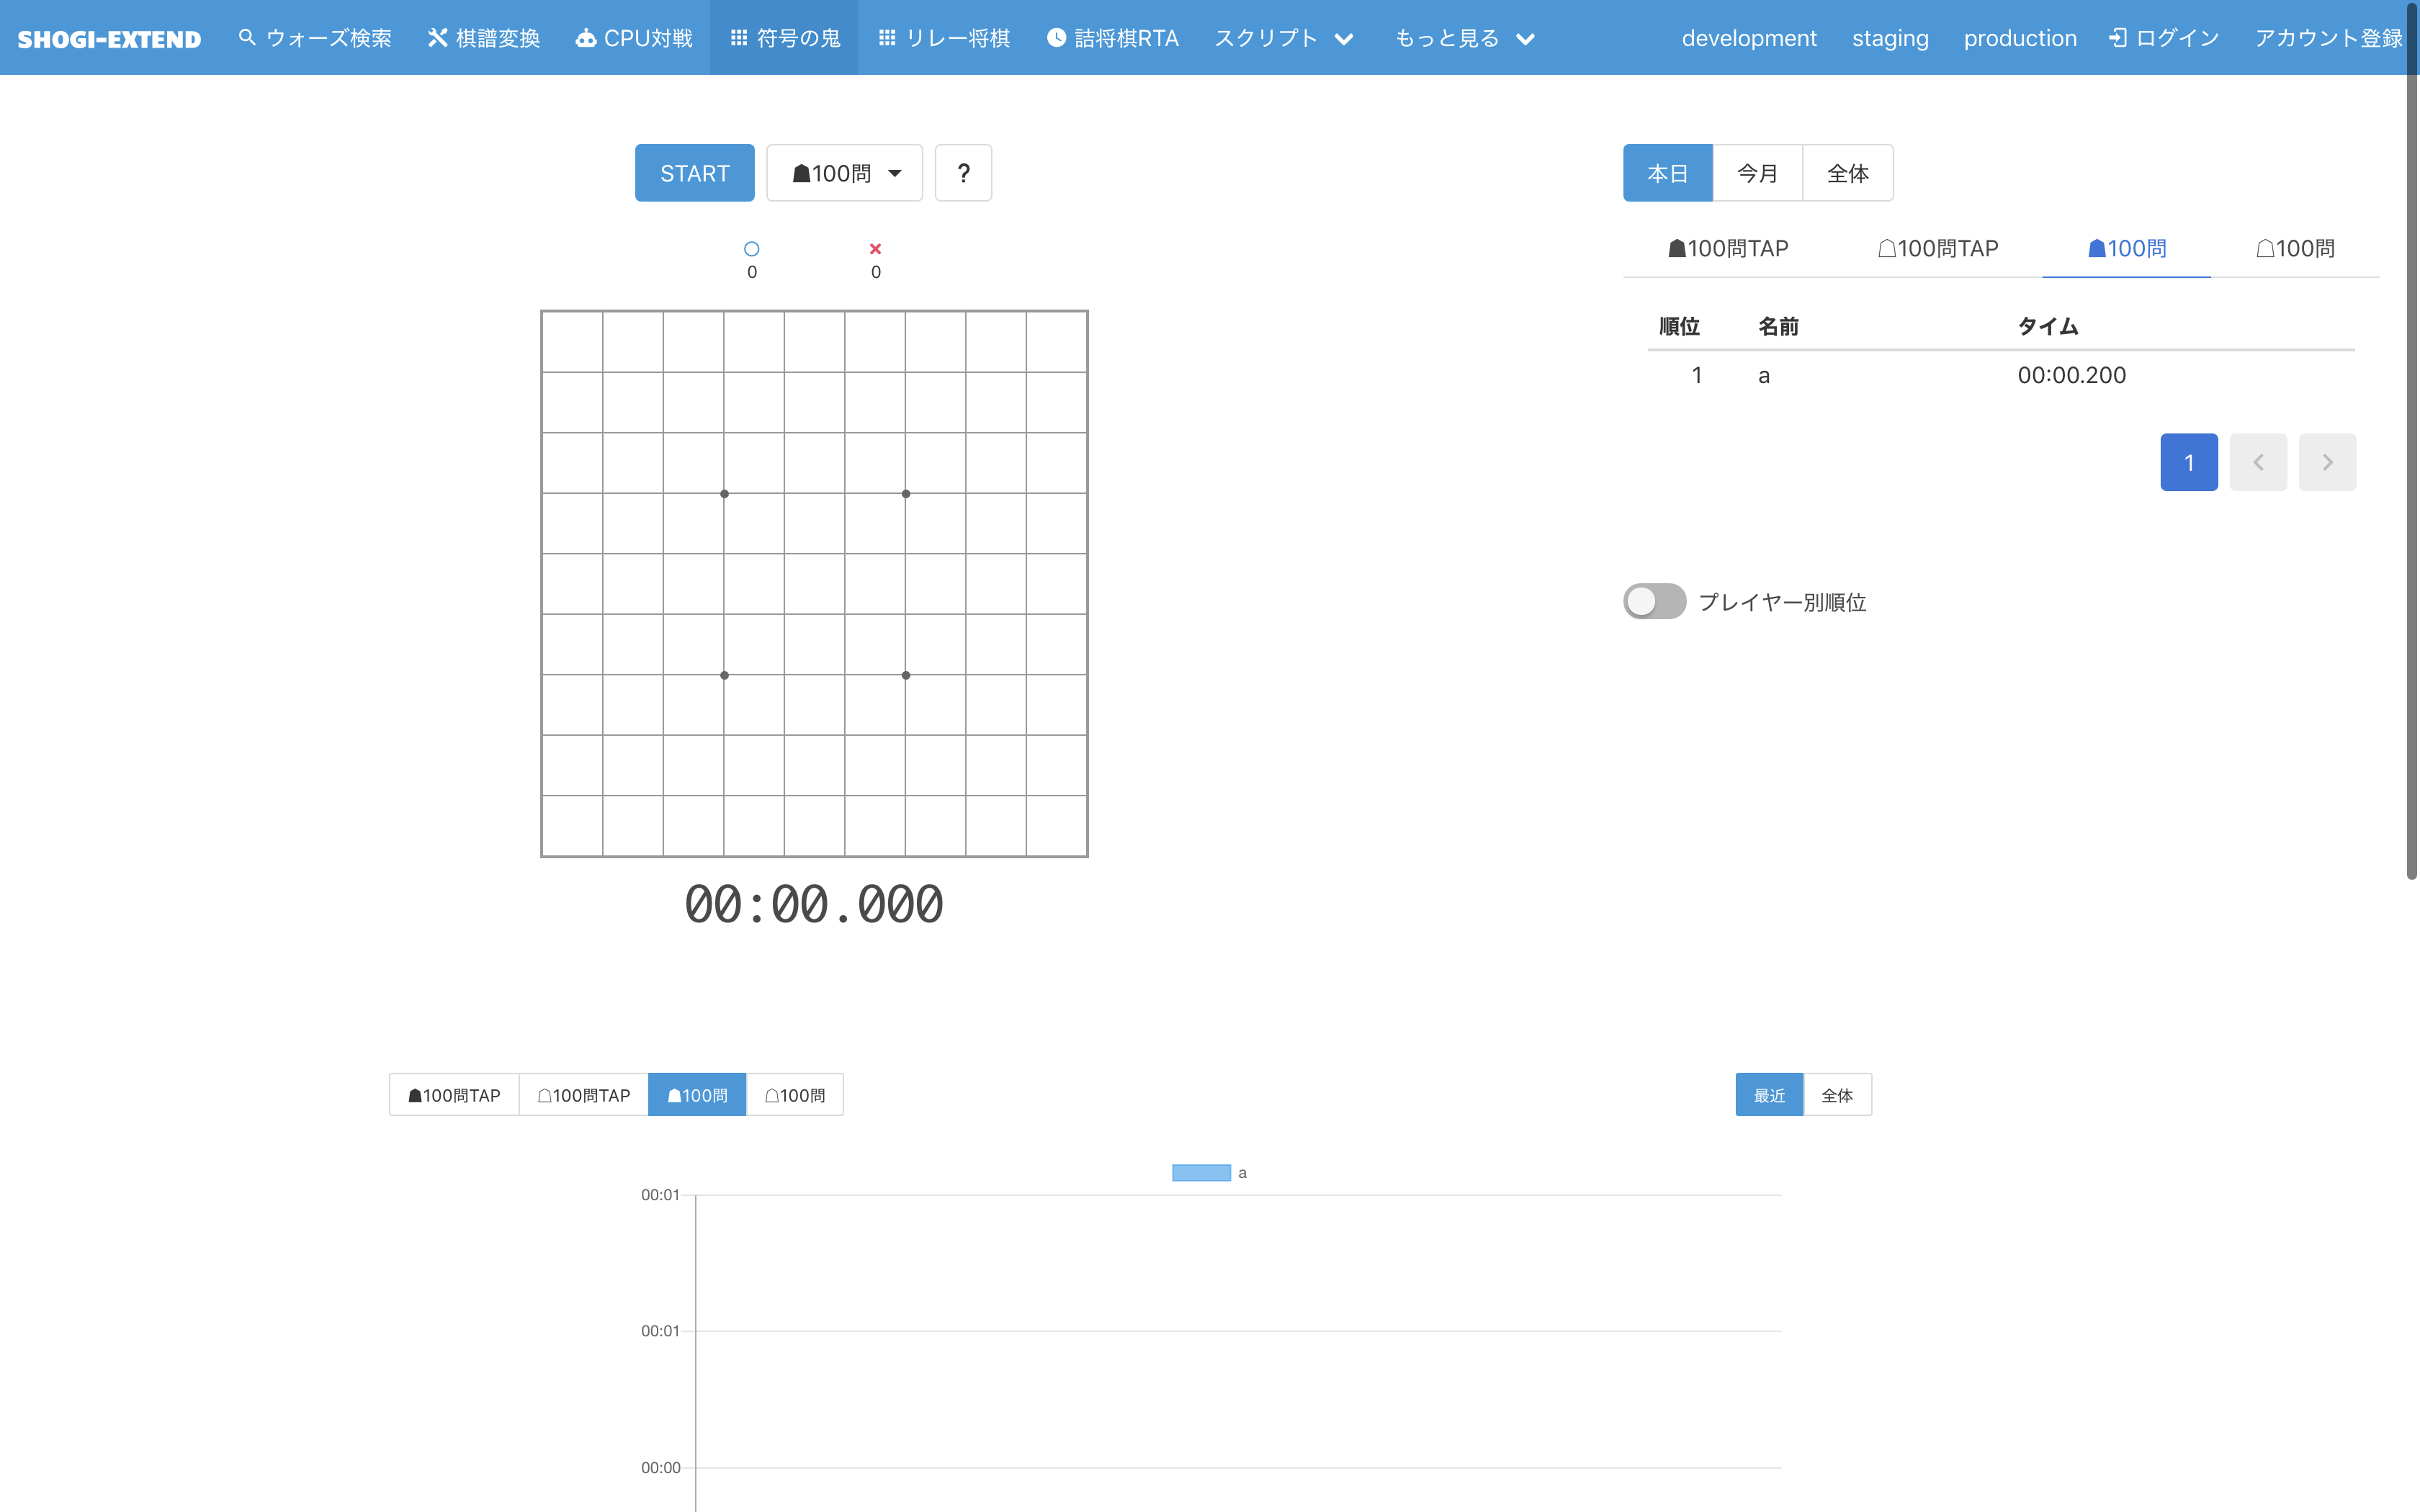 SHOGI-EXTEND ウォーズ検索 棋譜変換 CPU対戦 符号の鬼 リレー将棋 詰将棋RTA スクリプト もっと見る development staging production ログイン アカウント登録
START ☗100問 ?
本日 今月 全体
0 0
☗100問TAP ☖100問TAP ☗100問 ☖100問
順位 名前 タイム
1 a 00:00.200
1
プレイヤー別順位
00:00.000
☗100問TAP ☖100問TAP ☗100問 ☖100問
最近 全体
a
00:01
00:01
00:00